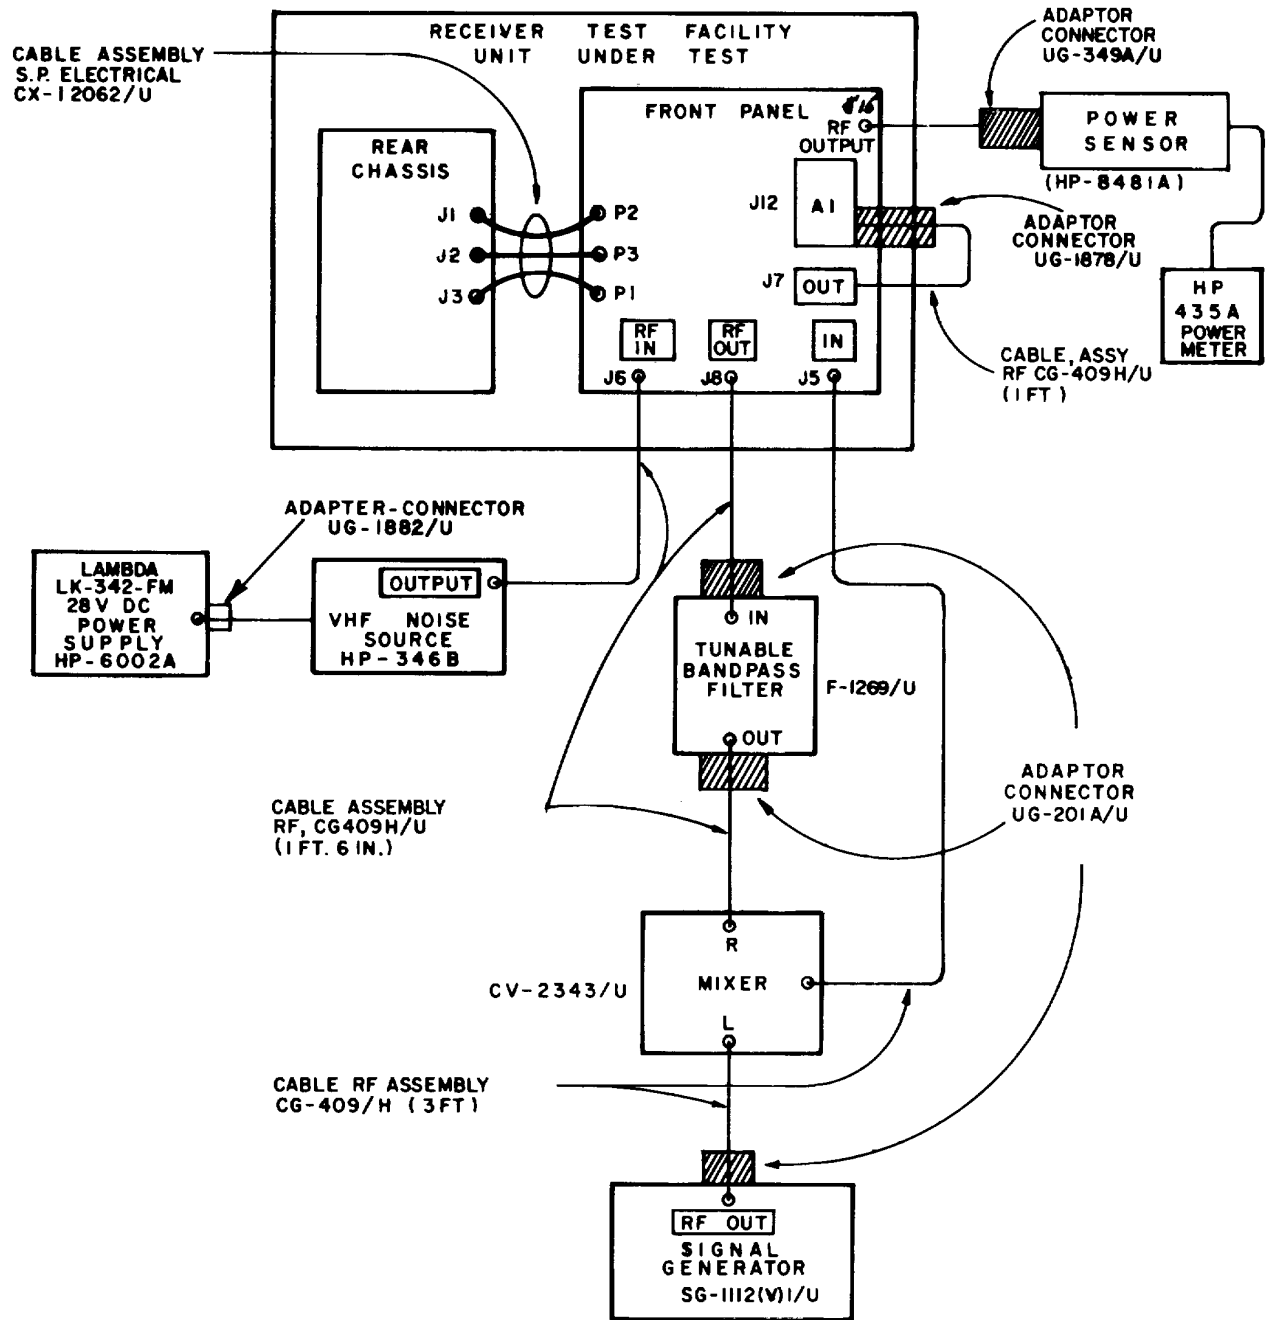 RECEIVER TEST FACILITY
UNIT UNDER TEST
CABLE ASSEMBLY
S.P. ELECTRICAL
CX-12062/U
ADAPTOR
CONNECTOR
UG-349A/U
FRONT PANEL
RF
OUTPUT
POWER
SENSOR
(HP-8481A)
REAR
CHASSIS
J1
J2
J3
P2
P3
P1
J12
A1
J7
OUT
ADAPTOR
CONNECTOR
UG-1878/U
HP
435A
POWER
METER
RF
IN
RF
OUT
IN
J6
J8
J5
CABLE, ASSY
RF CG-409H/U
(1FT)
ADAPTER-CONNECTOR
UG-1882/U
LAMBDA
LK-342-FM
28V DC
POWER
SUPPLY
HP-6002A
OUTPUT
VHF NOISE
SOURCE
HP-346B
IN
TUNABLE
BANDPASS
FILTER
OUT
F-1269/U
ADAPTOR
CONNECTOR
UG-201A/U
CABLE ASSEMBLY
RF, CG409H/U
(1FT. 6IN.)
R
MIXER
L
CV-2343/U
CABLE RF ASSEMBLY
CG-409/H (3FT)
RF OUT
SIGNAL
GENERATOR
SG-1112(V)1/U